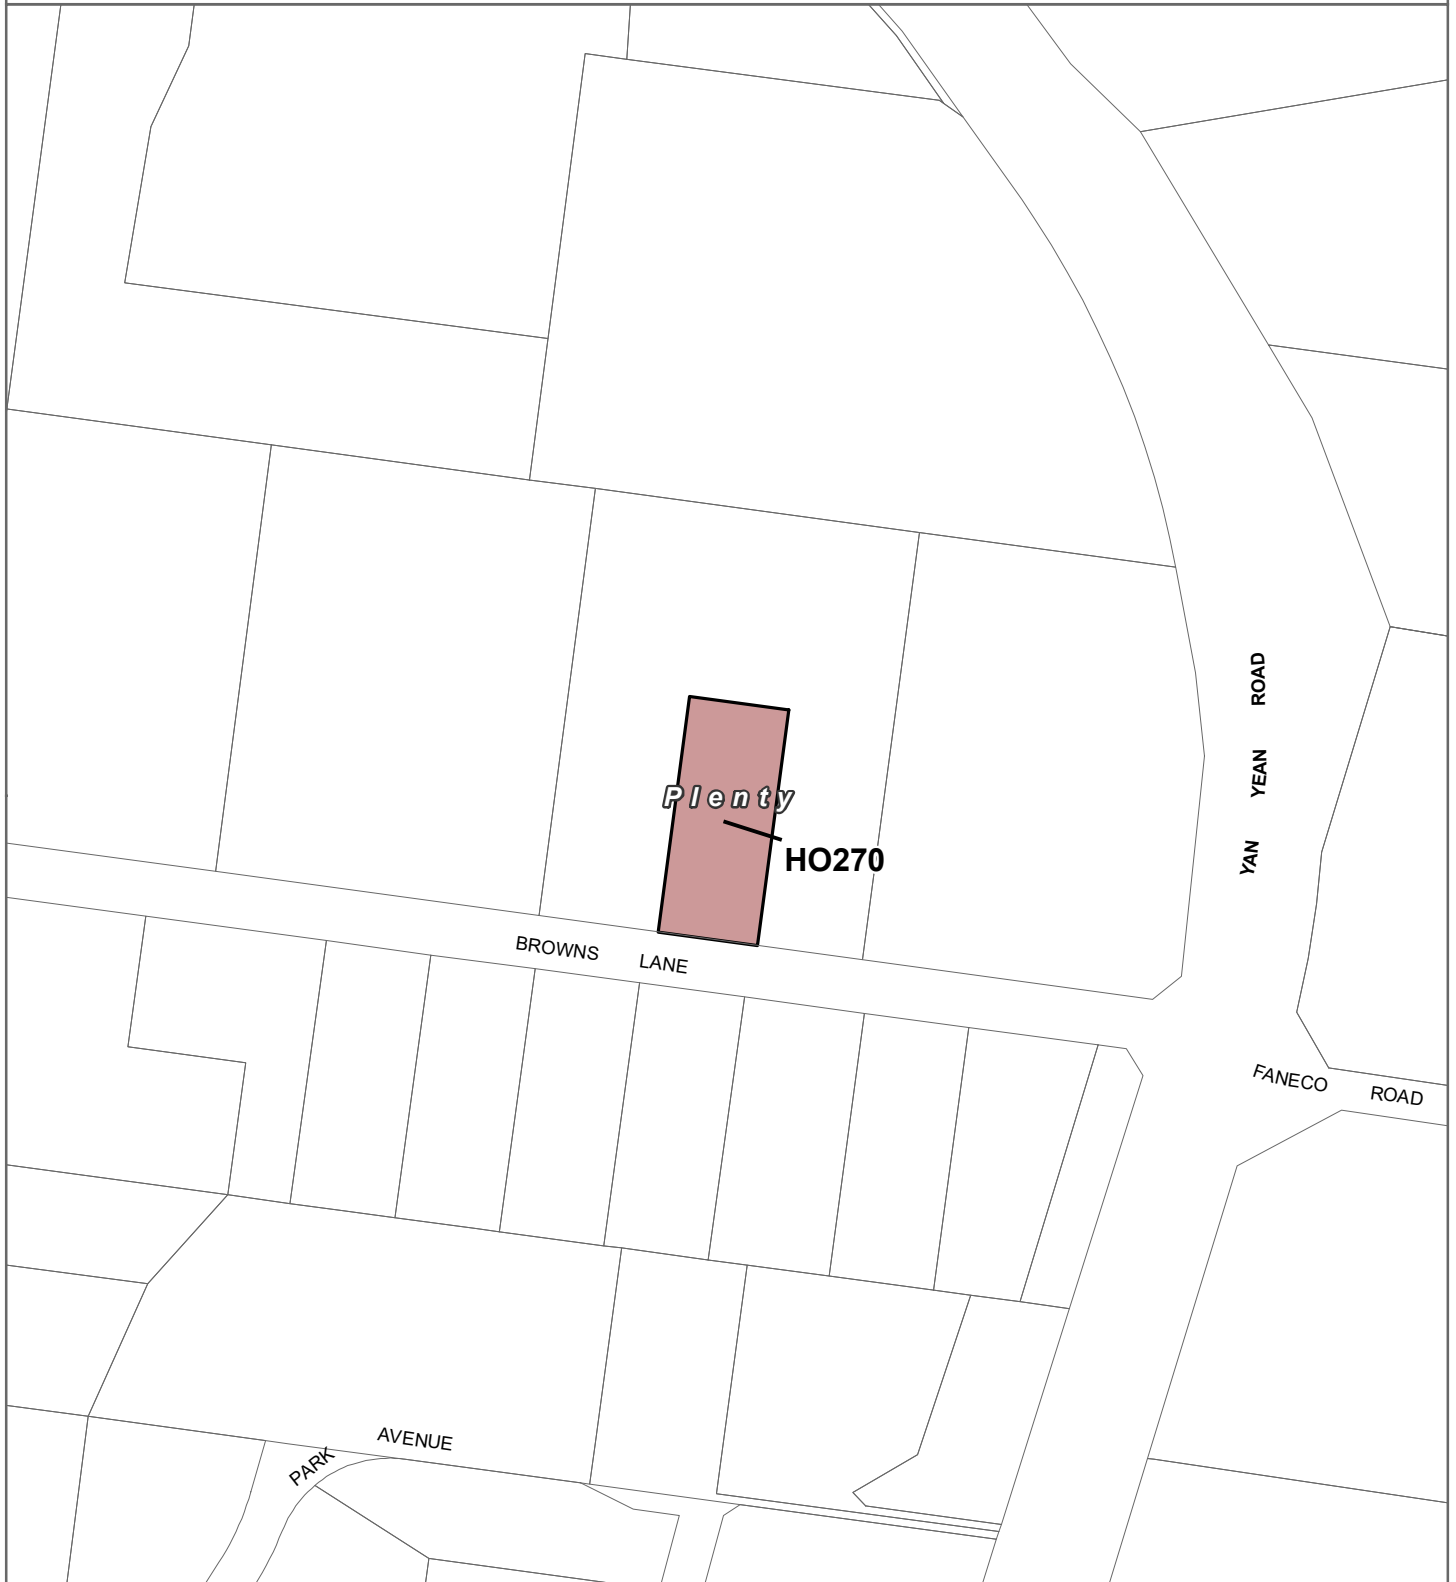 ROAD
YEAN
YAN
Plenty
HO270
BROWNS LANE
FANECO ROAD
PARK AVENUE